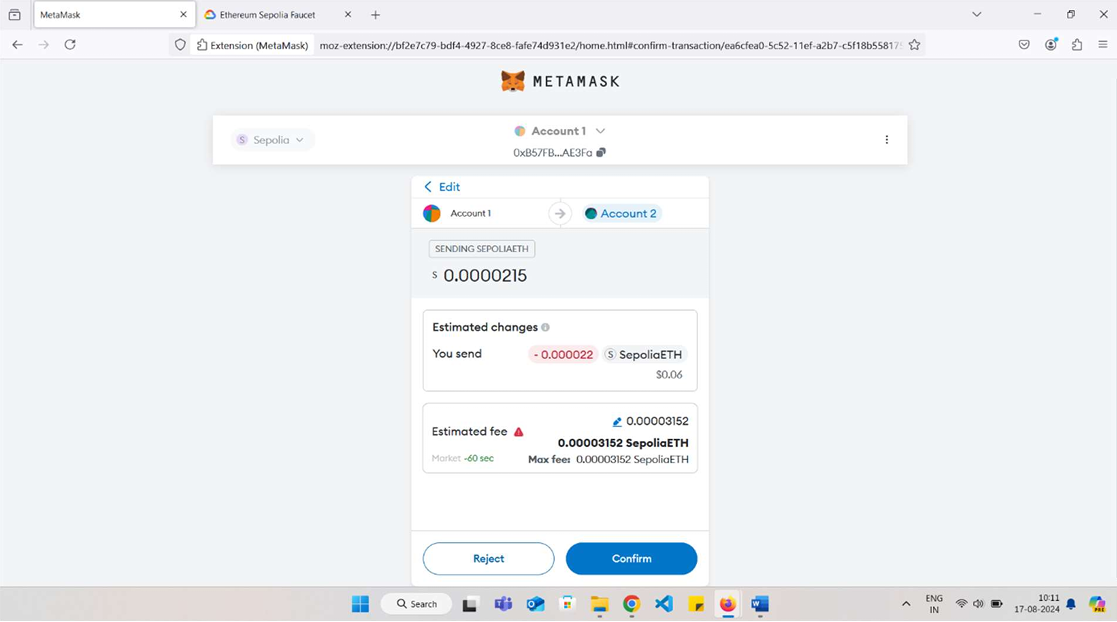 MetaMask
Ethereum Sepolia Faucet
Extension (MetaMask)
moz-extension://bf2e7c79-bdf4-4927-8ce8-fafe74d931e2/home.html#confirm-transaction/ea6cfea0-5c52-11ef-a2b7-c5f18b558175
METAMASK
S Sepolia
Account 1
0xB57FB...AE3Fa
Edit
Account 1
Account 2
SENDING SEPOLIAETH
S 0.0000215
Estimated changes
You send
- 0.000022
S SepoliaETH
$0.06
0.00003152
Estimated fee
0.00003152 SepoliaETH
Market ~60 sec
Max fee: 0.00003152 SepoliaETH
Reject
Confirm
Search
ENG
IN
10:11
17-08-2024